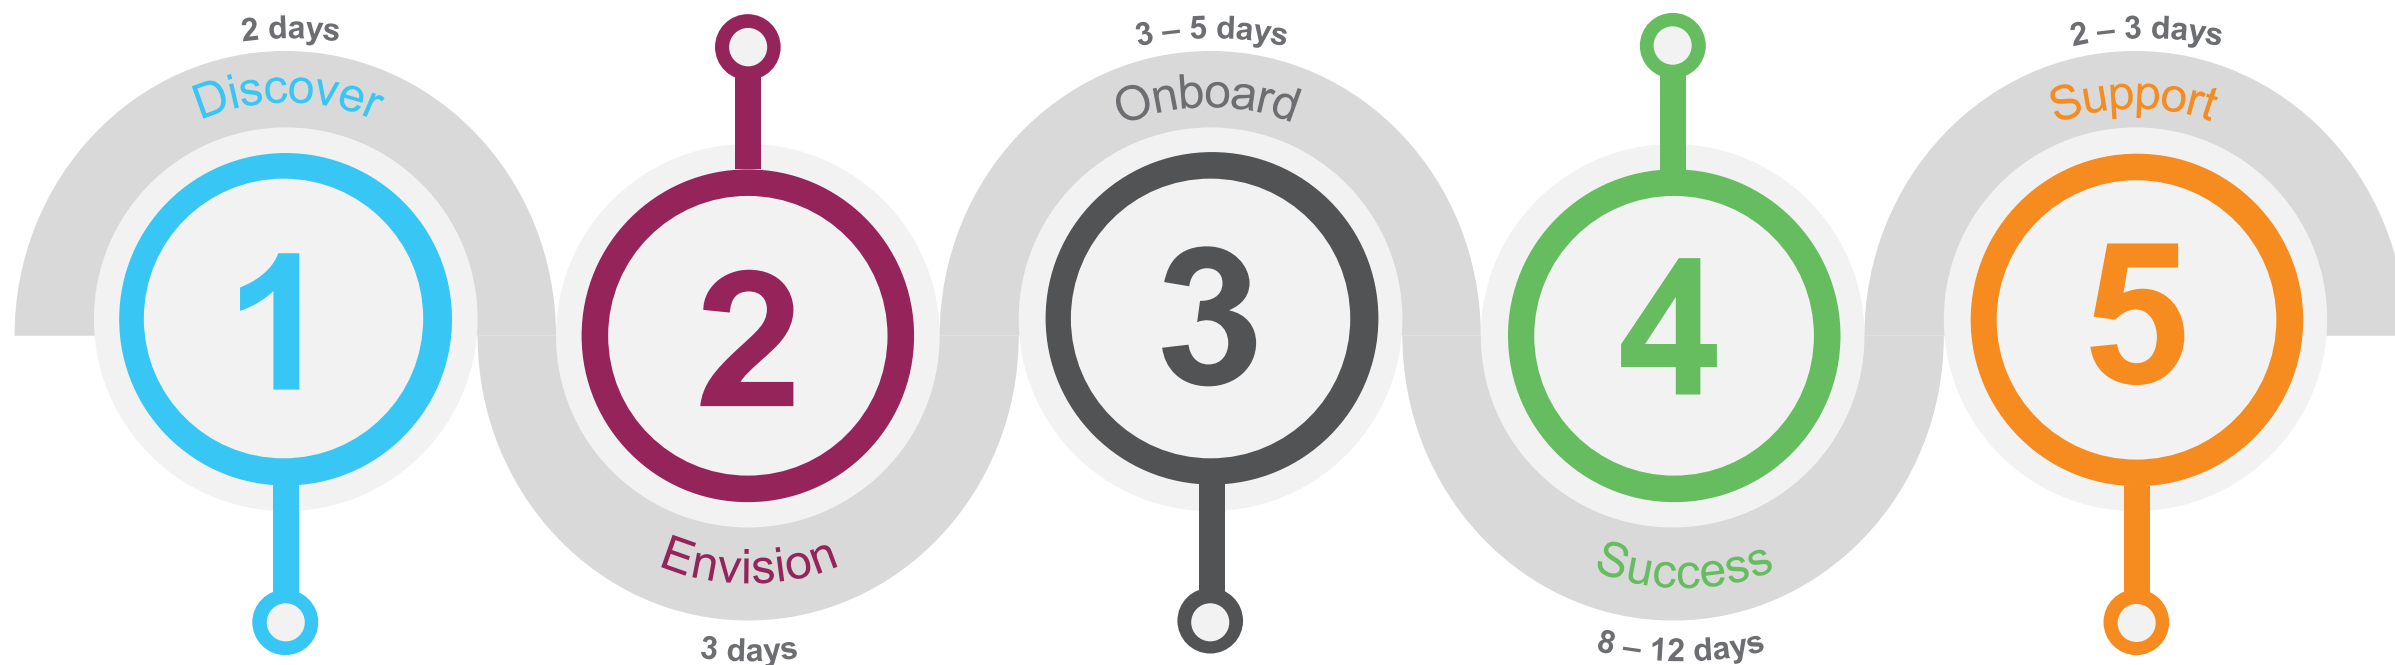 2 days
Discover
1
2
Envision
3 days
3 – 5 days
Onboard
3
4
Success
8 – 12 days
2 – 3 days
Support
5